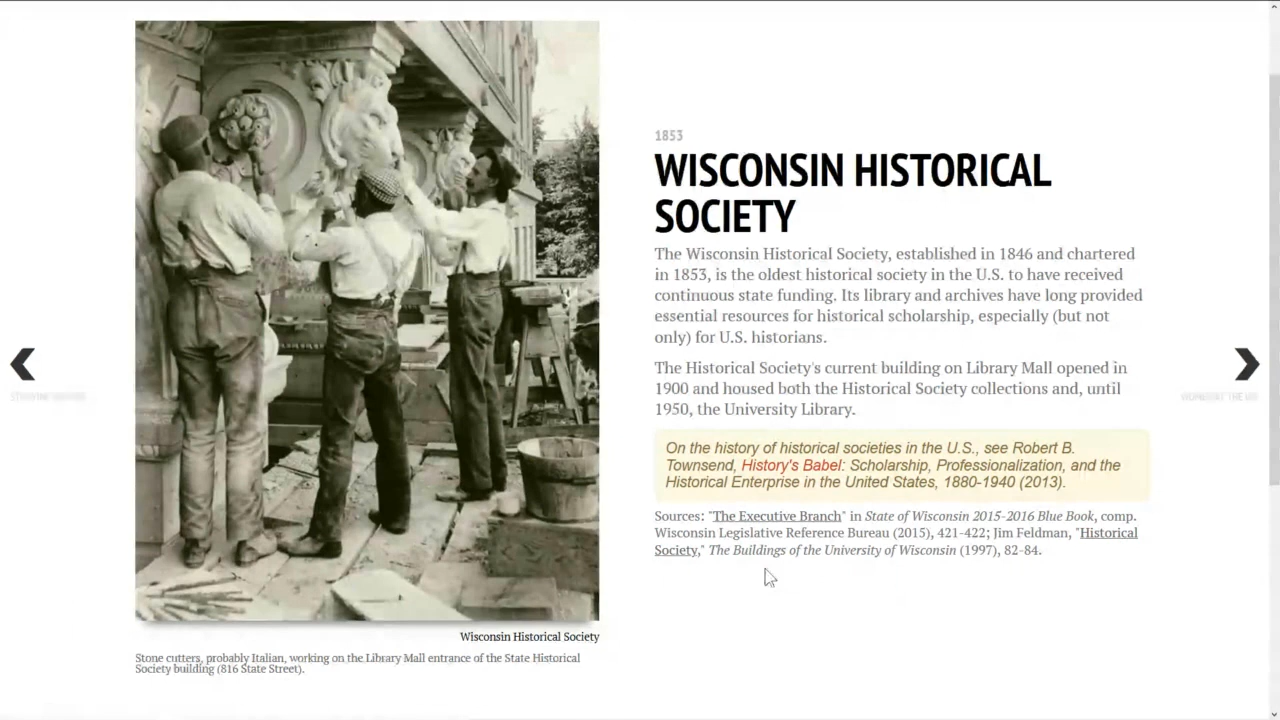 1853
WISCONSIN HISTORICAL
SOCIETY
The Wisconsin Historical Society, established in 1846 and chartered
in 1853, is the oldest historical society in the U.S. to have received
continuous state funding. Its library and archives have long provided
essential resources for historical scholarship, especially (but not
only) for U.S. historians.
The Historical Society's current building on Library Mall opened in
1900 and housed both the Historical Society collections and, until
1950, the University Library.
On the history of historical societies in the U.S., see Robert B.
Townsend, History's Babel: Scholarship, Professionalization, and the
Historical Enterprise in the United States, 1880-1940 (2013).
Sources: "The Executive Branch" in State of Wisconsin 2015-2016 Blue Book, comp.
Wisconsin Legislative Reference Bureau (2015), 421-422; Jim Feldman, "Historical
Society," The Buildings of the University of Wisconsin (1997), 82-84.
Wisconsin Historical Society
Stone cutters, probably Italian, working on the Library Mall entrance of the State Historical
Society building (816 State Street).